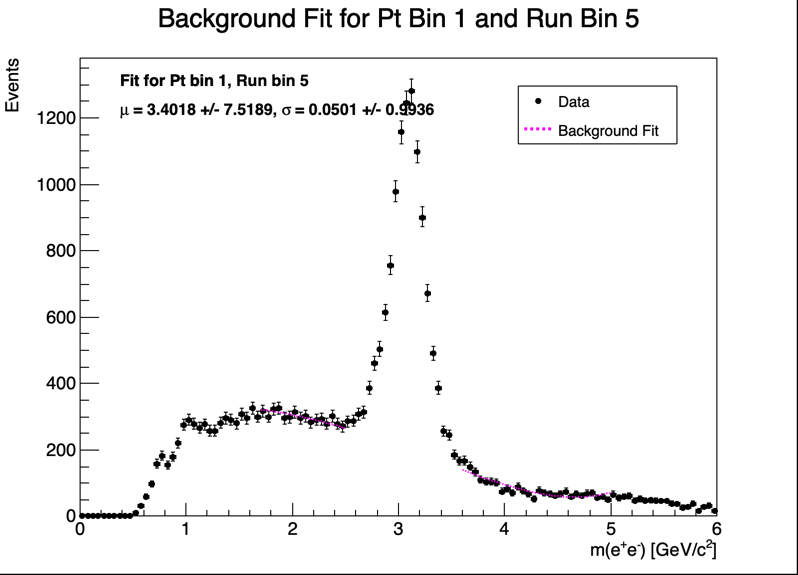 Background Fit for Pt Bin 1 and Run Bin 5
Events
Fit for Pt bin 1, Run bin 5
μ = 3.4018 +/- 7.5189, σ = 0.0501 +/- 0.9936
Data
Background Fit
1200
1000
800
600
400
200
0
0 1 2 3 4 5 6
m(e⁺e⁻) [GeV/c²]